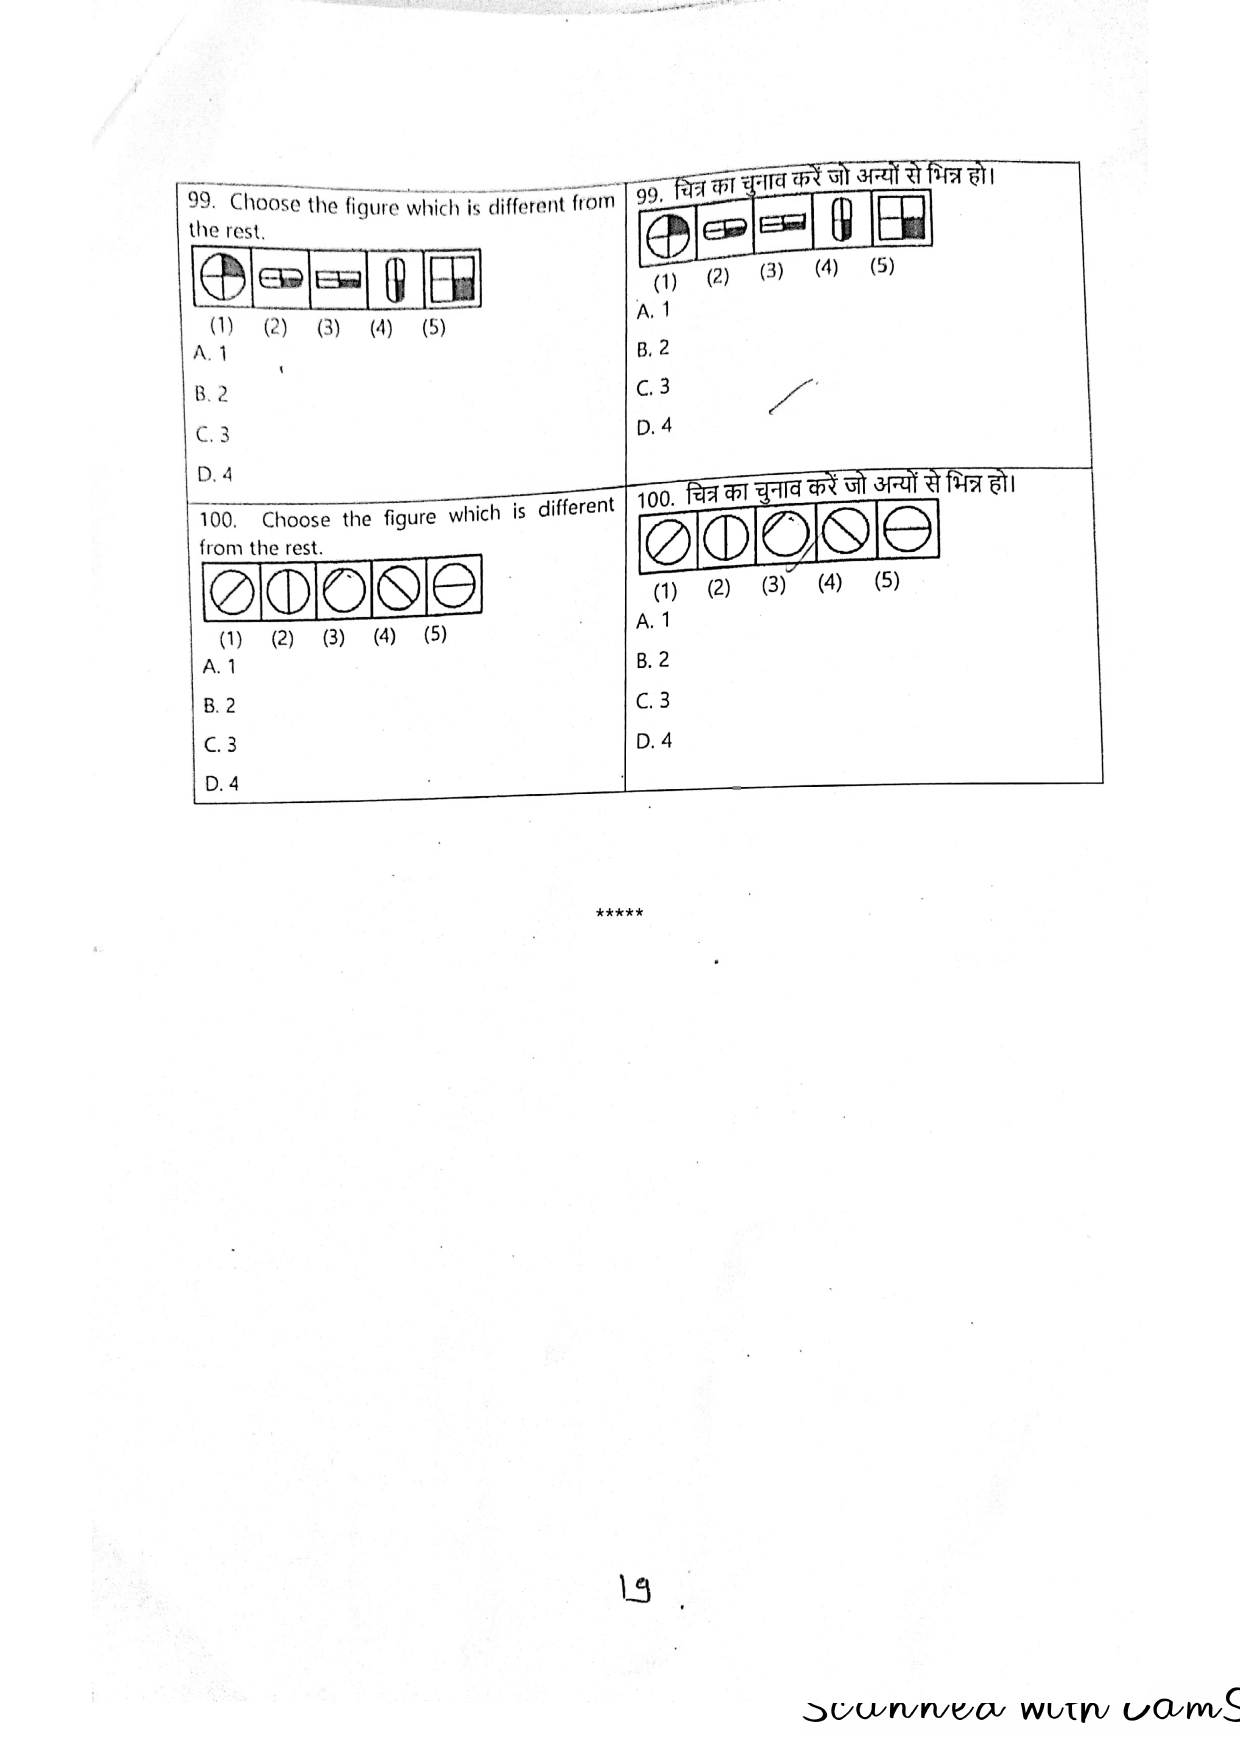 99. Choose the figure which is different from
the rest.
(1) (2) (3) (4) (5)
A. 1
B. 2
C. 3
D. 4
99. चित्र का चुनाव करें जो अन्यों से भिन्न हो।
(1) (2) (3) (4) (5)
A. 1
B. 2
C. 3
D. 4
100. Choose the figure which is different
from the rest.
(1) (2) (3) (4) (5)
A. 1
B. 2
C. 3
D. 4
100. चित्र का चुनाव करें जो अन्यों से भिन्न हो।
(1) (2) (3) (4) (5)
A. 1
B. 2
C. 3
D. 4
*****
19
Scanned with CamS